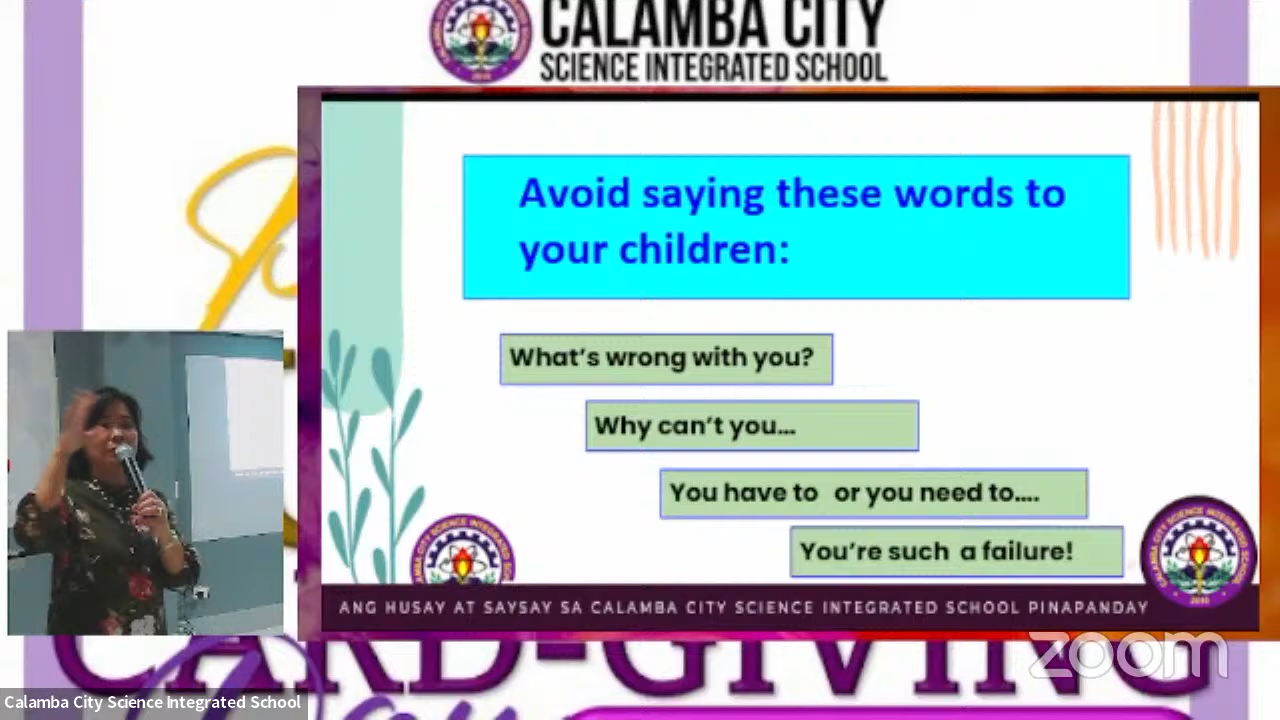 CALAMBA CITY
SCIENCE INTEGRATED SCHOOL
Avoid saying these words to
your children:
What's wrong with you?
Why can't you...
You have to or you need to....
You're such a failure!
ANG HUSAY AT SAYSAY SA CALAMBA CITY SCIENCE INTEGRATED SCHOOL PINAPANDAY
CARD-GIVING
zoom
Calamba City Science Integrated School